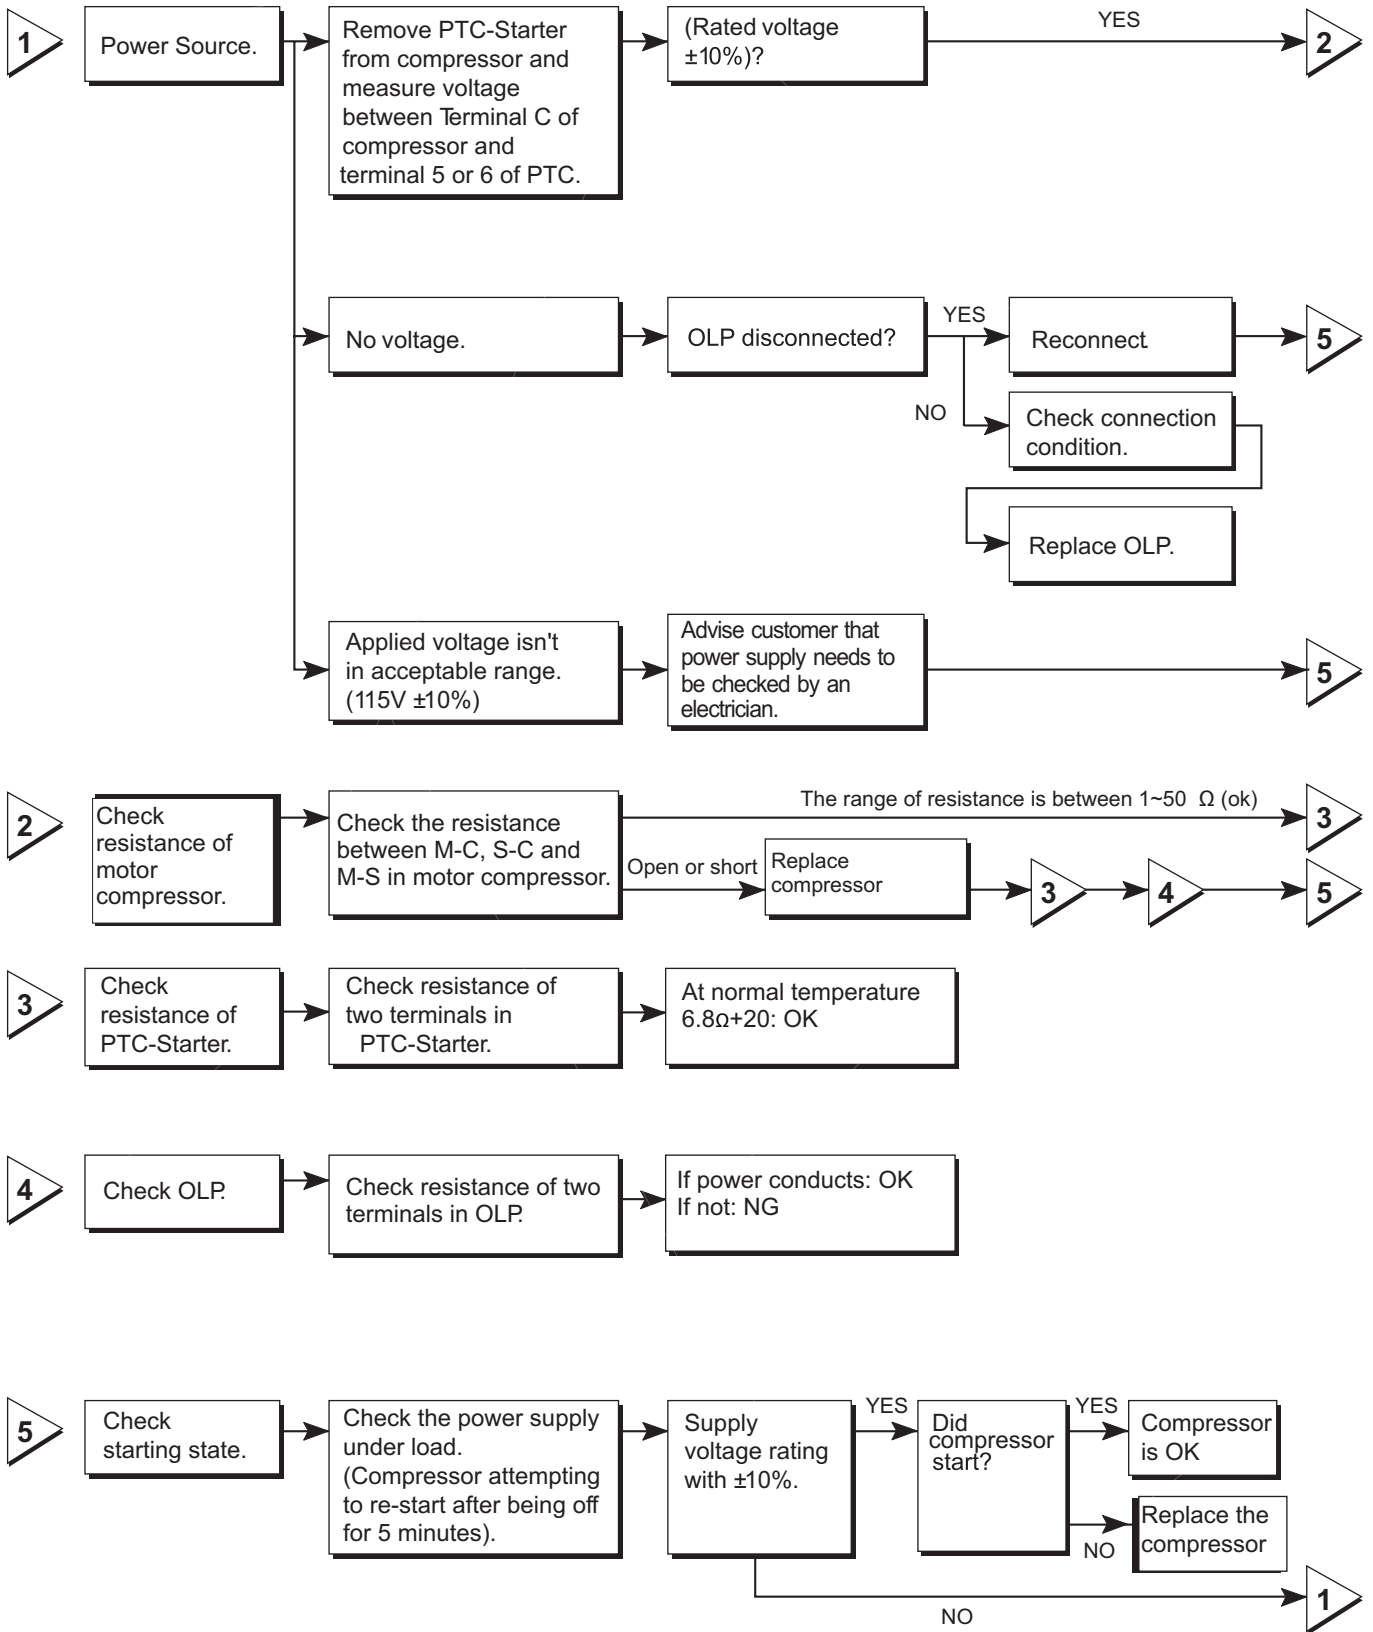 1
Power Source.
Remove PTC-Starter
from compressor and
measure voltage
between Terminal C of
compressor and
terminal 5 or 6 of PTC.
(Rated voltage
±10%)?
YES
2
No voltage.
OLP disconnected?
YES
Reconnect.
5
NO
Check connection
condition.
Replace OLP.
Applied voltage isn't
in acceptable range.
(115V ±10%)
Advise customer that
power supply needs to
be checked by an
electrician.
5
2
Check
resistance of
motor
compressor.
Check the resistance
between M-C, S-C and
M-S in motor compressor.
The range of resistance is between 1~50 Ω (ok)
3
Open or short
Replace
compressor
3
4
5
3
Check
resistance of
PTC-Starter.
Check resistance of
two terminals in
PTC-Starter.
At normal temperature
6.8Ω+20: OK
4
Check OLP.
Check resistance of two
terminals in OLP.
If power conducts: OK
If not: NG
5
Check
starting state.
Check the power supply
under load.
(Compressor attempting
to re-start after being off
for 5 minutes).
Supply
voltage rating
with ±10%.
YES
Did
compressor
start?
YES
Compressor
is OK
NO
Replace the
compressor
NO
1